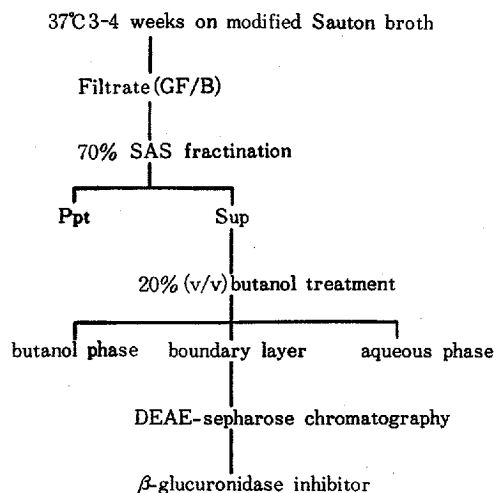 37℃ 3-4 weeks on modified Sauton broth
Filtrate (GF/B)
70% SAS fractination
Ppt Sup
20% (v/v) butanol treatment
butanol phase boundary layer aqueous phase
DEAE-sepharose chromatography
β-glucuronidase inhibitor